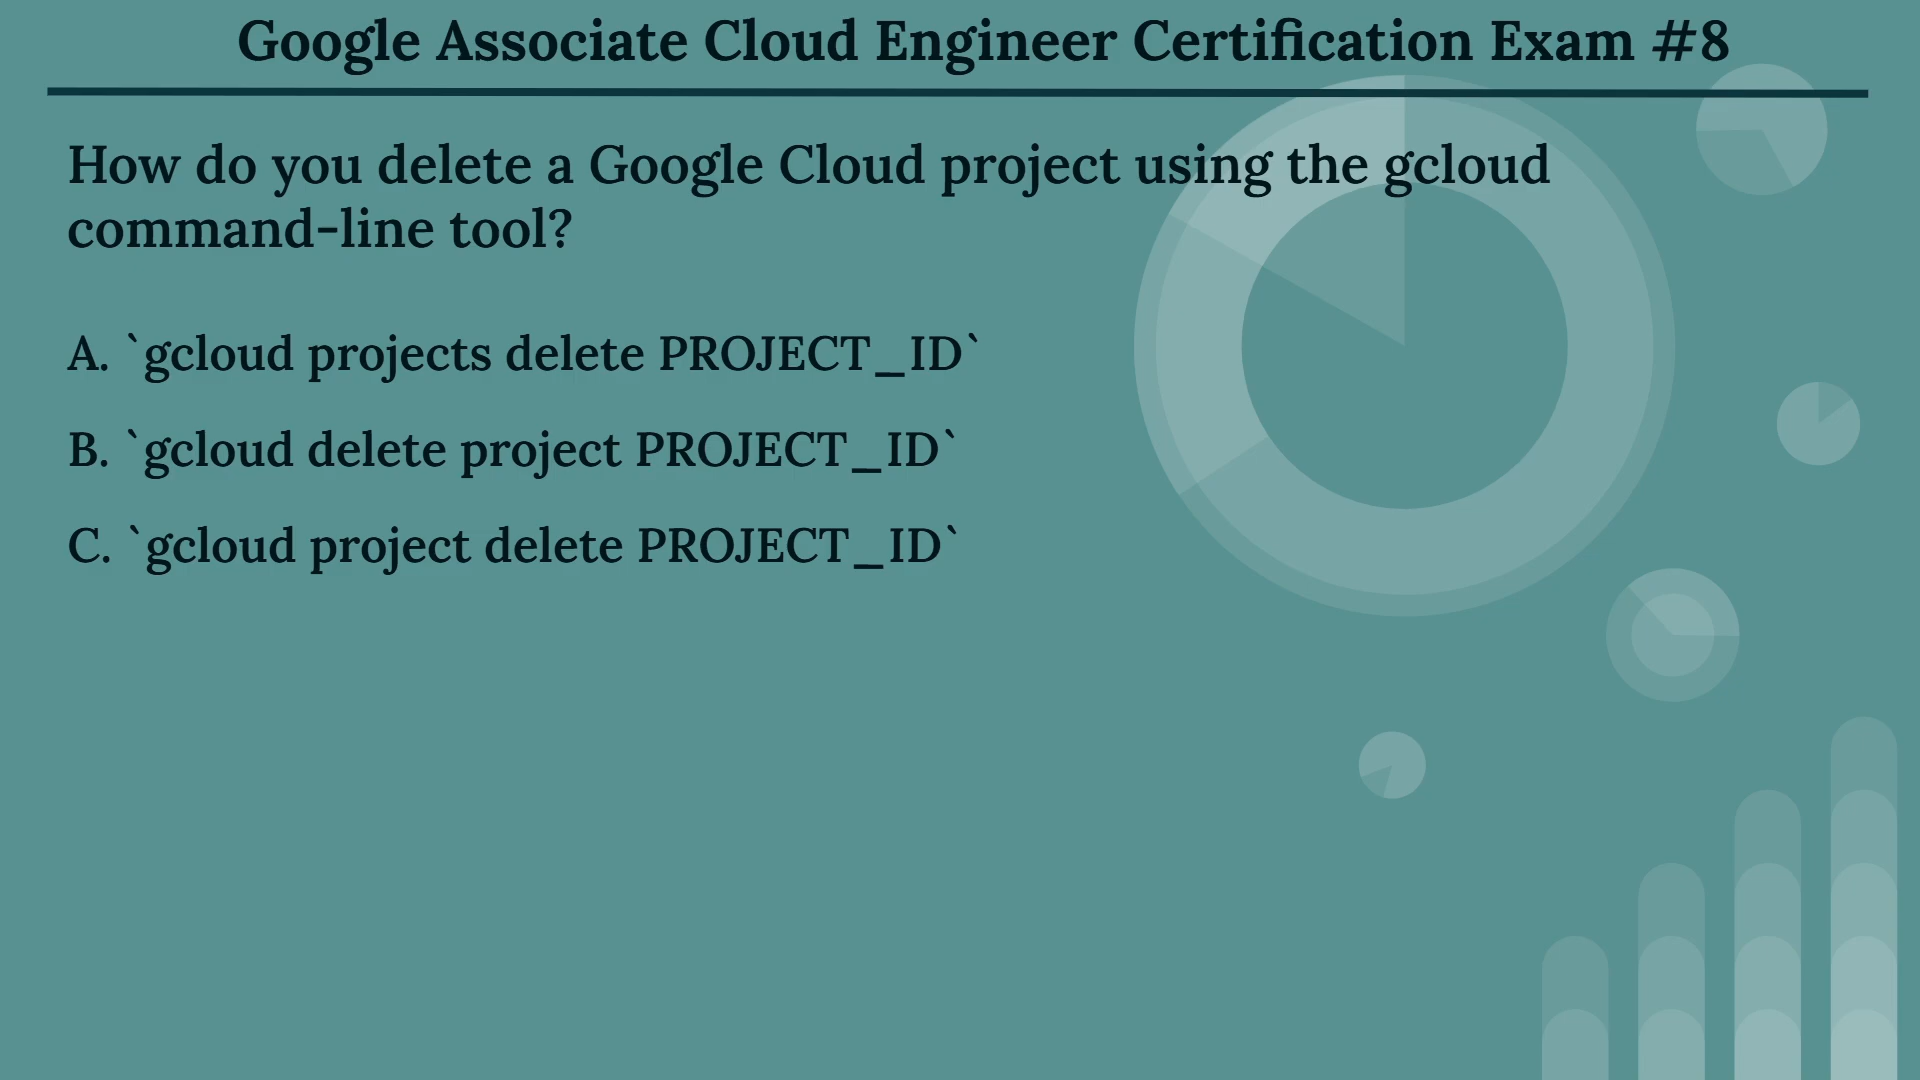 Google Associate Cloud Engineer Certification Exam #8
How do you delete a Google Cloud project using the gcloud
command-line tool?
A. `gcloud projects delete PROJECT_ID`
B. `gcloud delete project PROJECT_ID`
C. `gcloud project delete PROJECT_ID`